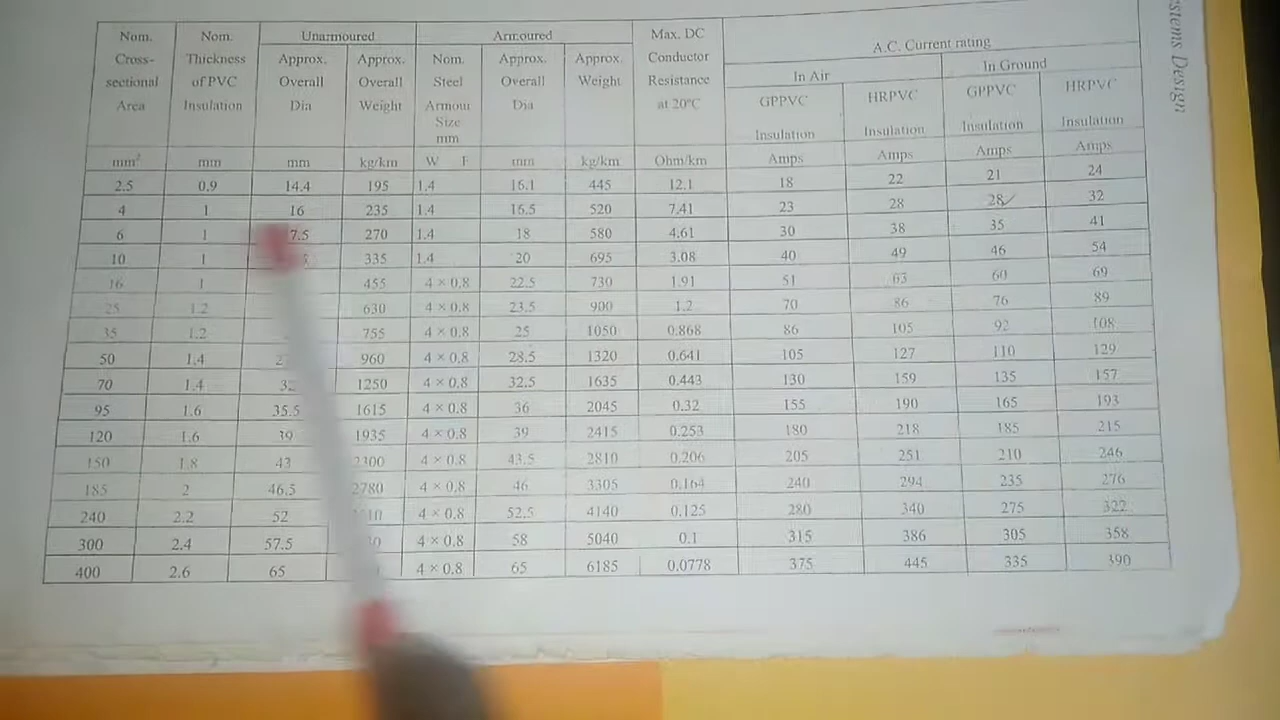 stems Design
Nom. Cross-sectional Area
Nom. Thickness of PVC Insulation
Unarmoured
Armoured
Max. DC Conductor Resistance at 20°C
A.C. Current rating
Approx. Overall Dia
Approx. Overall Weight
Nom. Steel Armour Size mm
Approx. Overall Dia
Approx. Weight
In Air
In Ground
GPPVC Insulation
HRPVC Insulation
GPPVC Insulation
HRPVC Insulation
mm² mm mm kg/km W F mm kg/km Ohm/km Amps Amps Amps Amps
2.5 0.9 14.4 195 1.4 16.1 445 12.1 18 22 21 24
4 1 16 235 1.4 16.5 520 7.41 23 28 28 32
6 1 7.5 270 1.4 18 580 4.61 30 38 35 41
10 1 335 1.4 20 695 3.08 40 49 46 54
16 1 455 4 × 0.8 22.5 730 1.91 51 63 60 69
25 1.2 630 4 × 0.8 23.5 900 1.2 70 86 76 89
35 1.2 755 4 × 0.8 25 1050 0.868 86 105 92 108
50 1.4 960 4 × 0.8 28.5 1320 0.641 105 127 110 129
70 1.4 1250 4 × 0.8 32.5 1635 0.443 130 159 135 157
95 1.6 35.5 1615 4 × 0.8 36 2045 0.32 155 190 165 193
120 1.6 39 1935 4 × 0.8 39 2415 0.253 180 218 185 215
150 1.8 43 2300 4 × 0.8 43.5 2810 0.206 205 251 210 246
185 2 46.5 2780 4 × 0.8 46 3305 0.164 240 294 235 276
240 2.2 52 4 × 0.8 52.5 4140 0.125 280 340 275 322
300 2.4 57.5 4 × 0.8 58 5040 0.1 315 386 305 358
400 2.6 65 4 × 0.8 65 6185 0.0778 375 445 335 390